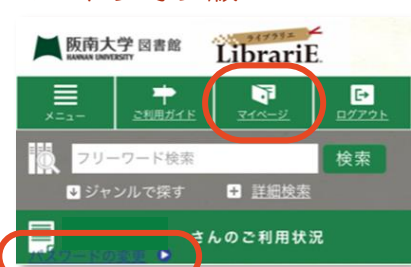 阪南大学 図書館
HANNAN UNIVERSITY
ライブラリエ
LibrariE
メニュー
ご利用ガイド
マイページ
ログアウト
フリーワード検索
検索
ジャンルで探す
詳細検索
さんのご利用状況
パスワードの変更